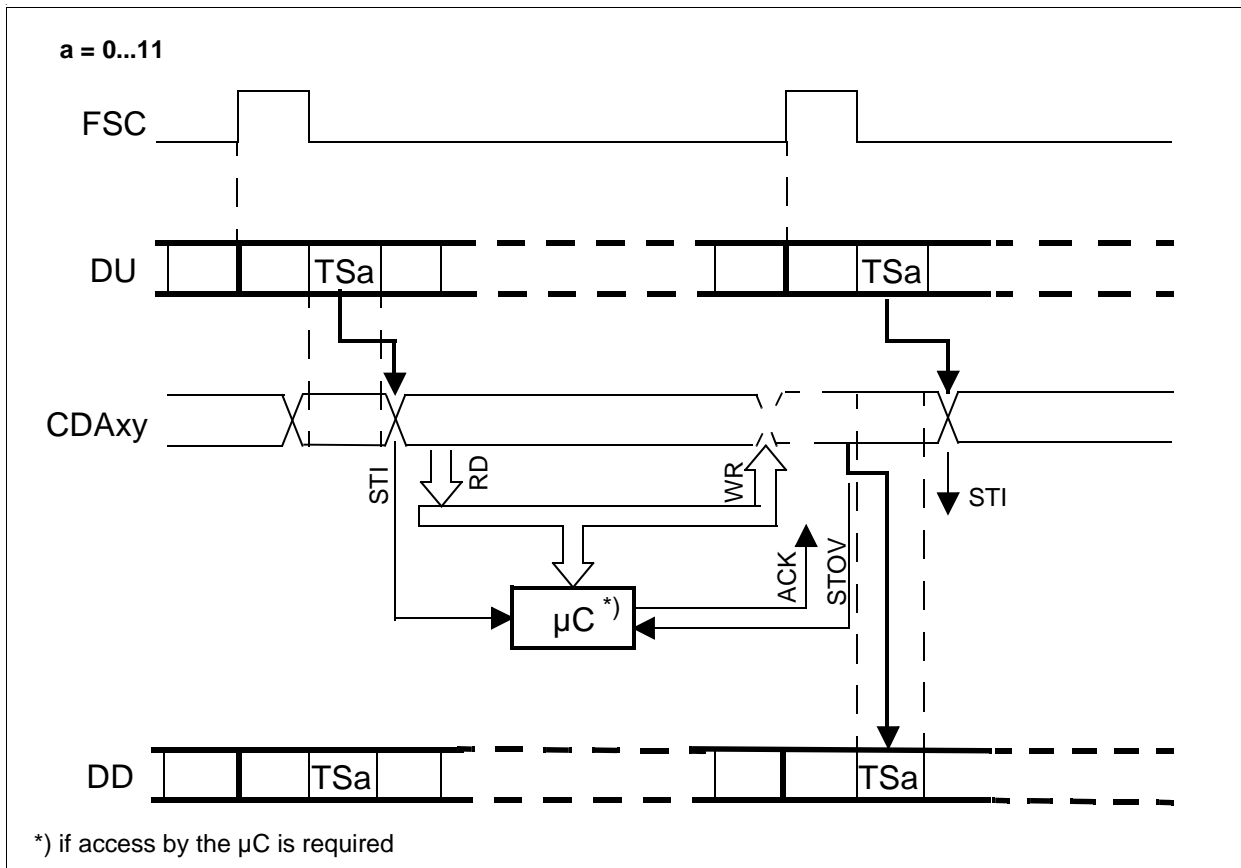 a = 0...11
FSC
DU
TSa
TSa
CDAxy
STI
RD
WR
STI
ACK
STOV
µC *)
DD
TSa
TSa
*) if access by the µC is required